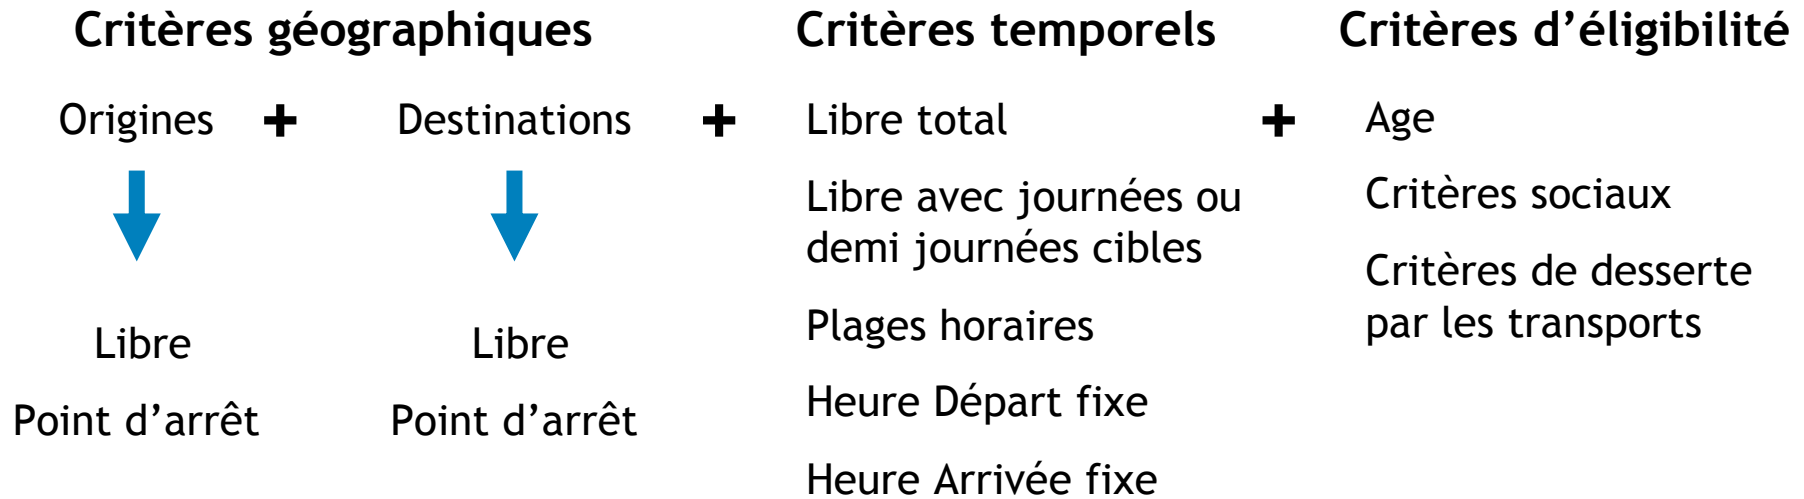 Critères géographiques
Origines + Destinations +
Libre
Point d’arrêt
Libre
Point d’arrêt
Critères temporels
Libre total +
Libre avec journées ou
demi journées cibles
Plages horaires
Heure Départ fixe
Heure Arrivée fixe
Critères d’éligibilité
Age
Critères sociaux
Critères de desserte
par les transports